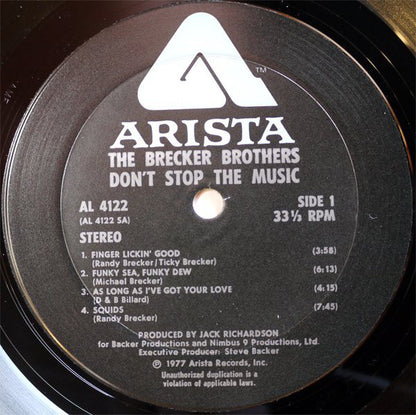 ™
ARISTA
THE BRECKER BROTHERS
DON'T STOP THE MUSIC
AL 4122 SIDE 1
(AL 4122 SA) 33⅓ RPM
STEREO
1. FINGER LICKIN' GOOD (3:58)
(Randy Brecker/Ticky Brecker)
2. FUNKY SEA, FUNKY DEW (6:13)
(Michael Brecker)
3. AS LONG AS I'VE GOT YOUR LOVE (4:15)
(D & B Billard)
4. SQUIDS (7:45)
(Randy Brecker)
PRODUCED BY JACK RICHARDSON
for Backer Productions and Nimbus 9 Productions, Ltd.
Executive Producer: Steve Backer
℗ 1977 Arista Records, Inc.
Unauthorized duplication is a
violation of applicable laws.